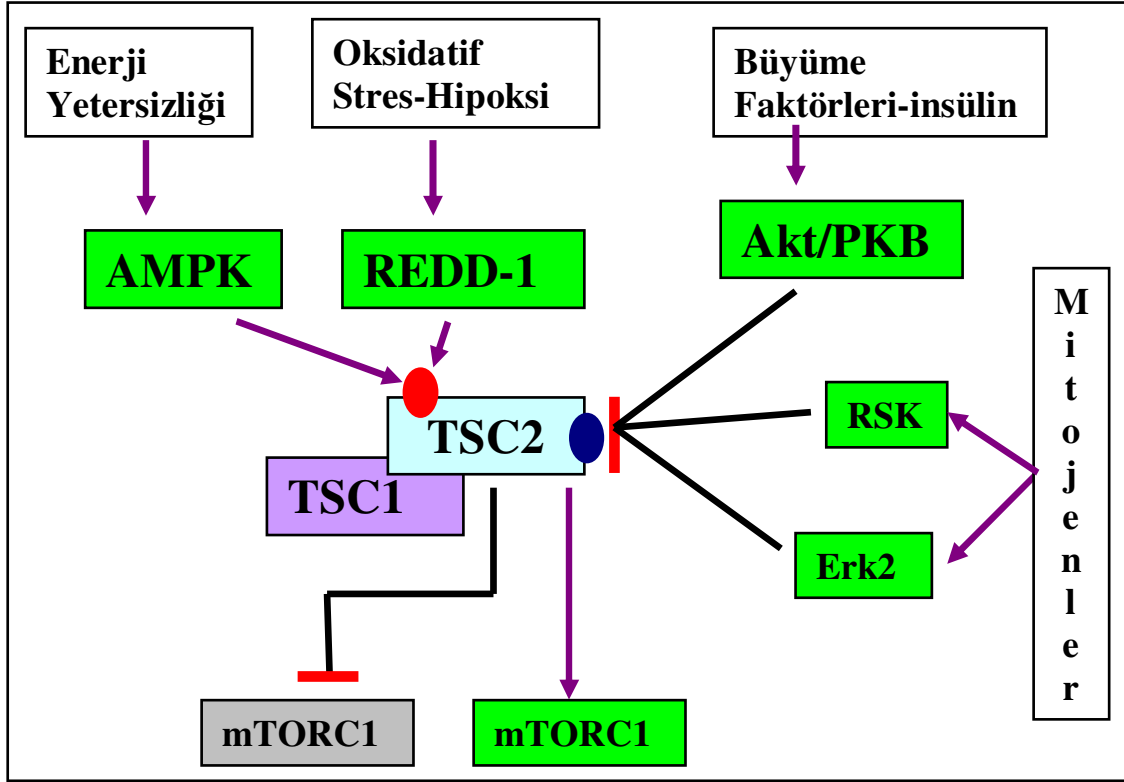 Enerji
Yetersizliği
Oksidatif
Stres-Hipoksi
Büyüme
Faktörleri-insülin
AMPK
REDD-1
Akt/PKB
TSC2
TSC1
RSK
Erk2
M
i
t
o
j
e
n
l
e
r
mTORC1
mTORC1